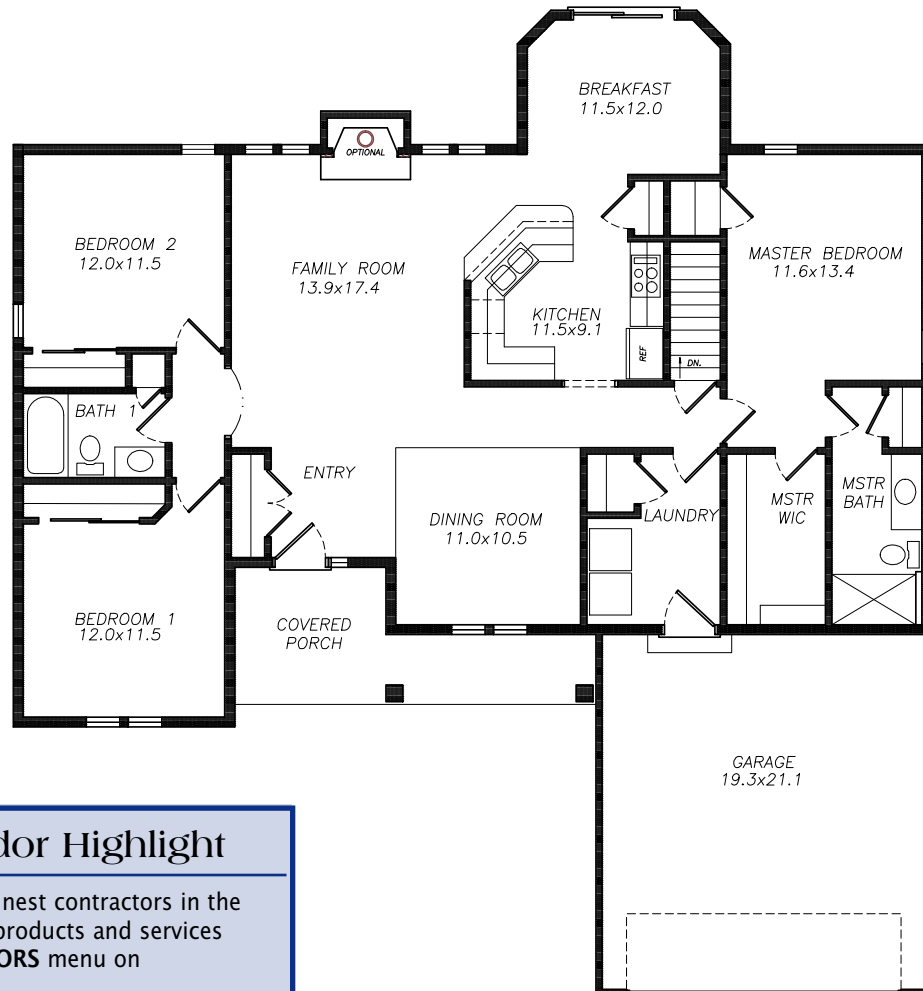 BREAKFAST
11.5x12.0
OPTIONAL
BEDROOM 2
12.0x11.5
FAMILY ROOM
13.9x17.4
MASTER BEDROOM
11.6x13.4
KITCHEN
11.5x9.1
REF
DN.
BATH 1
ENTRY
DINING ROOM
11.0x10.5
LAUNDRY
MSTR
WIC
MSTR
BATH
BEDROOM 1
12.0x11.5
COVERED
PORCH
GARAGE
19.3x21.1
dor Highlight
nest contractors in the
products and services
ORS menu on